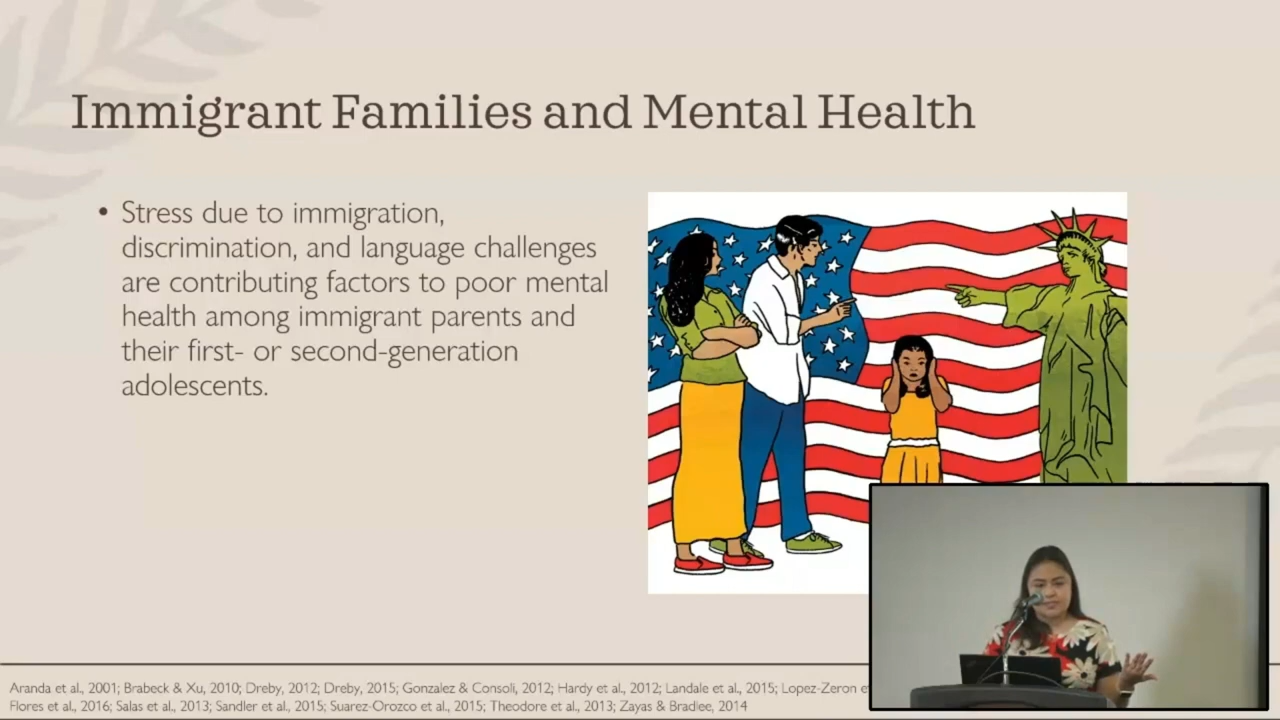 Immigrant Families and Mental Health
• Stress due to immigration,
discrimination, and language challenges
are contributing factors to poor mental
health among immigrant parents and
their first- or second-generation
adolescents.
Aranda et al., 2001; Brabeck & Xu, 2010; Dreby, 2012; Dreby, 2015; Gonzalez & Consoli, 2012; Hardy et al., 2012; Landale et al., 2015; Lopez-Zeron
Flores et al., 2016; Salas et al., 2013; Sandler et al., 2015; Suarez-Orozco et al., 2015; Theodore et al., 2013; Zayas & Bradlee, 2014